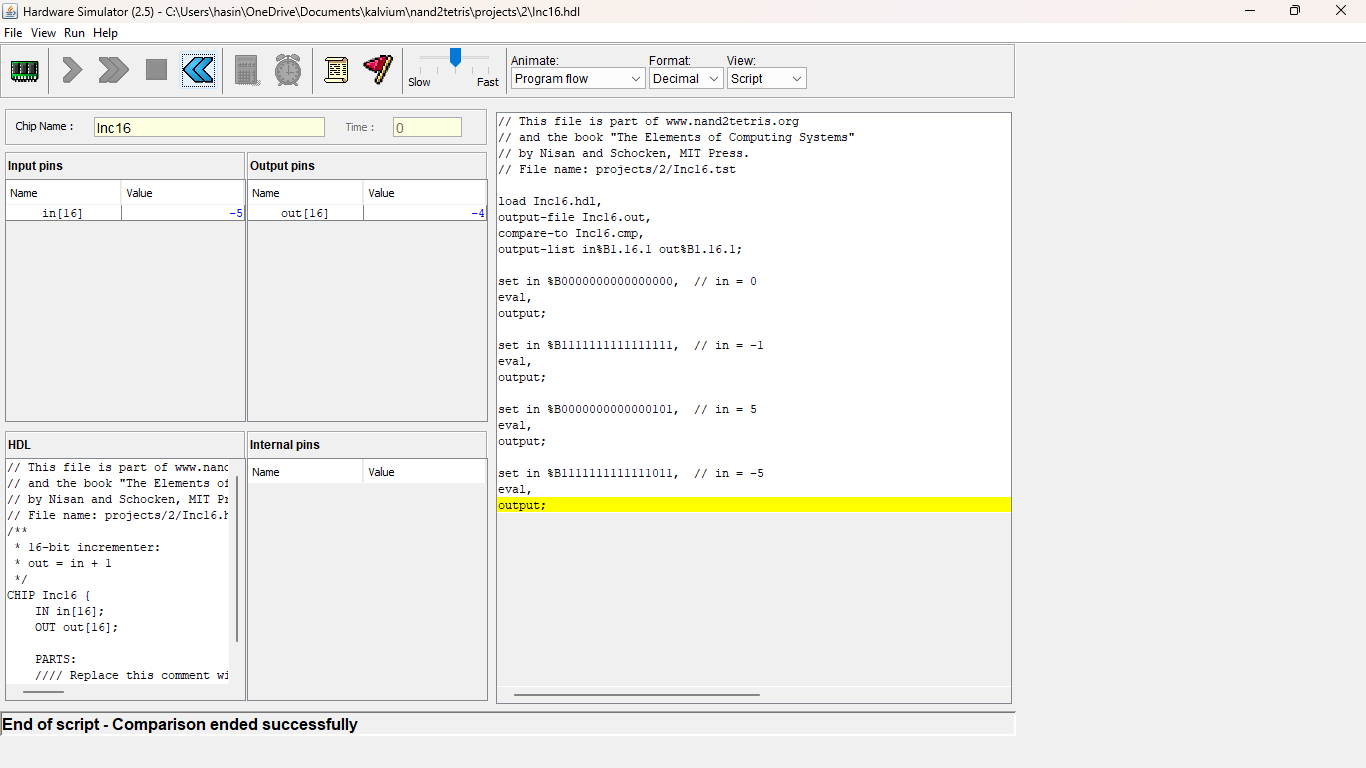 Hardware Simulator (2.5) - C:\Users\hasin\OneDrive\Documents\kalvium\nand2tetris\projects\2\Inc16.hdl
File View Run Help
Animate: Format: View:
Slow Fast Program flow Decimal Script
Chip Name : Inc16 Time : 0
Input pins
Name Value
in[16] -5
Output pins
Name Value
out[16] -4
HDL
// This file is part of www.nand
// and the book "The Elements of
// by Nisan and Schocken, MIT Pr
// File name: projects/2/Inc16.h
/**
* 16-bit incrementer:
* out = in + 1
*/
CHIP Inc16 {
IN in[16];
OUT out[16];
PARTS:
//// Replace this comment wi
Internal pins
Name Value
// This file is part of www.nand2tetris.org
// and the book "The Elements of Computing Systems"
// by Nisan and Schocken, MIT Press.
// File name: projects/2/Inc16.tst
load Inc16.hdl,
output-file Inc16.out,
compare-to Inc16.cmp,
output-list in%B1.16.1 out%B1.16.1;
set in %B0000000000000000, // in = 0
eval,
output;
set in %B1111111111111111, // in = -1
eval,
output;
set in %B0000000000000101, // in = 5
eval,
output;
set in %B1111111111111011, // in = -5
eval,
output;
End of script - Comparison ended successfully